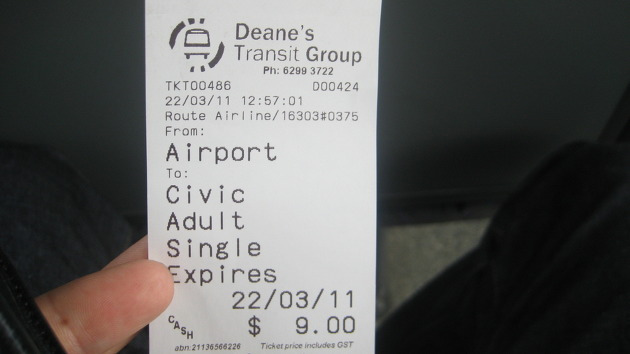 Deane's
Transit Group
Ph: 6299 3722
TKT00486 D00424
22/03/11 12:57:01
Route Airline/16303#0375
From:
Airport
To:
Civic
Adult
Single
Expires
22/03/11
CASH $ 9.00
abn:21136566226 Ticket price includes GST